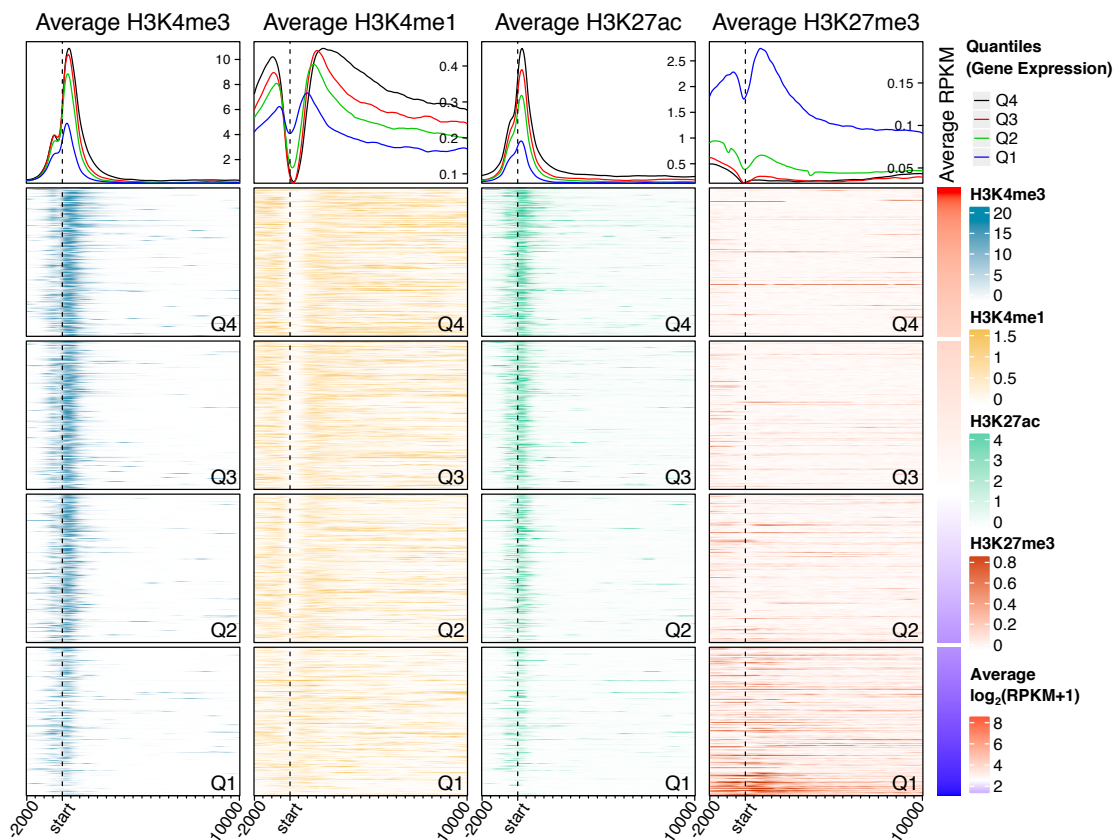 Average H3K4me3
Average H3K4me1
Average H3K27ac
Average H3K27me3
10
8
6
4
2
0.4
0.3
0.2
0.1
2.5
2
1.5
1
0.5
0.15
0.1
0.05
Average RPKM
Quantiles
(Gene Expression)
Q4
Q3
Q2
Q1
Q4
Q4
Q4
Q4
Q3
Q3
Q3
Q3
Q2
Q2
Q2
Q2
Q1
Q1
Q1
Q1
-2000
start
10000
-2000
start
10000
-2000
start
10000
-2000
start
10000
H3K4me3
20
15
10
5
0
H3K4me1
1.5
1
0.5
0
H3K27ac
4
3
2
1
0
H3K27me3
0.8
0.6
0.4
0.2
0
Average
log₂(RPKM+1)
8
6
4
2